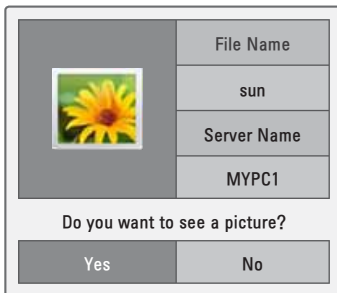 File Name
sun
Server Name
MYPC1
Do you want to see a picture?
Yes
No